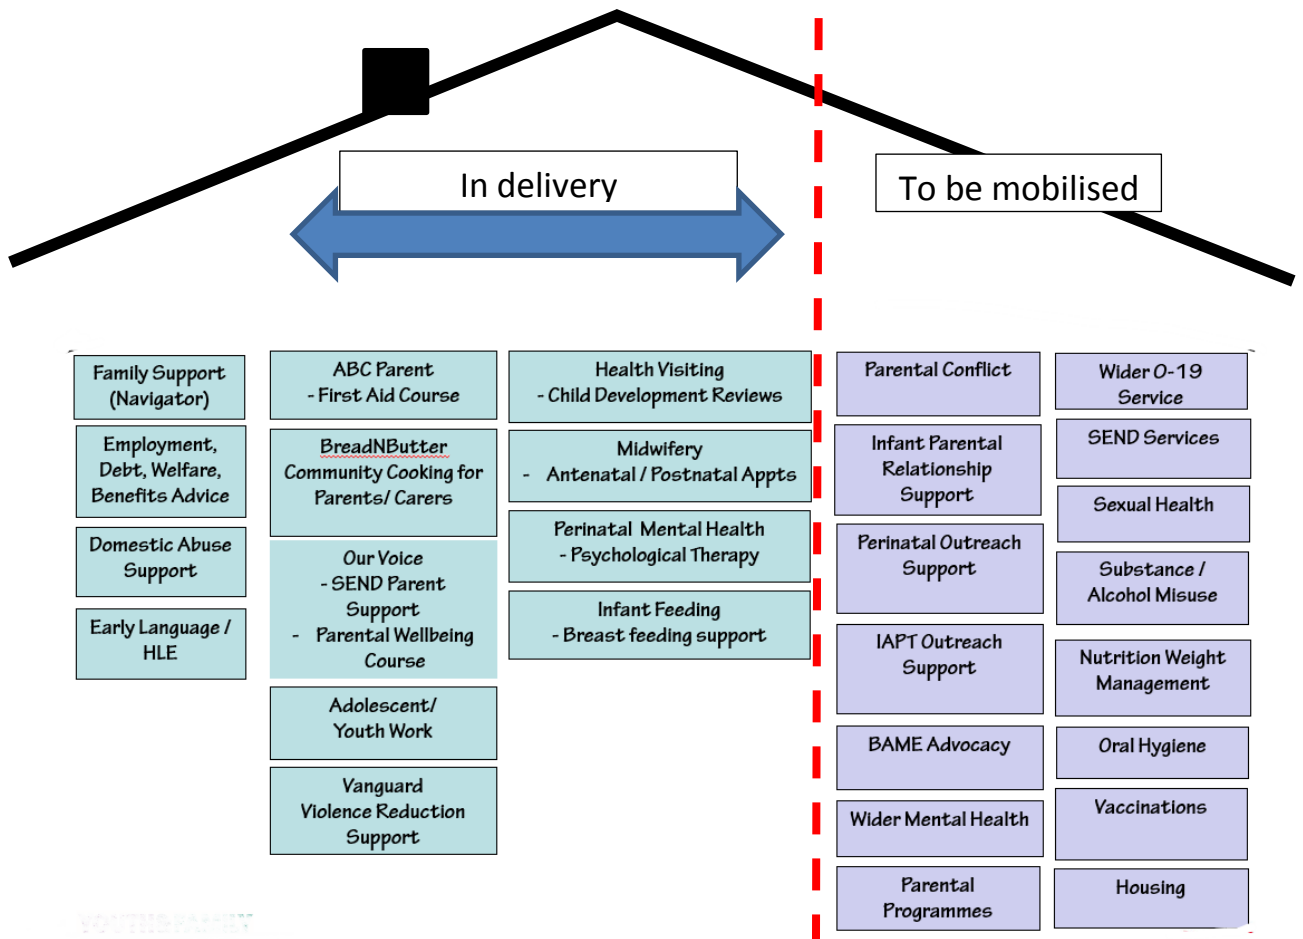 In delivery
To be mobilised
Family Support
(Navigator)
Employment,
Debt, Welfare,
Benefits Advice
Domestic Abuse
Support
Early Language /
HLE
ABC Parent
- First Aid Course
BreadNButter
Community Cooking for
Parents/ Carers
Our Voice
- SEND Parent
Support
- Parental Wellbeing
Course
Adolescent/
Youth Work
Vanguard
Violence Reduction
Support
Health Visiting
- Child Development Reviews
Midwifery
- Antenatal / Postnatal Appts
Perinatal Mental Health
- Psychological Therapy
Infant Feeding
- Breast feeding support
Parental Conflict
Infant Parental
Relationship
Support
Perinatal Outreach
Support
IAPT Outreach
Support
BAME Advocacy
Wider Mental Health
Parental
Programmes
Wider 0-19
Service
SEND Services
Sexual Health
Substance /
Alcohol Misuse
Nutrition Weight
Management
Oral Hygiene
Vaccinations
Housing